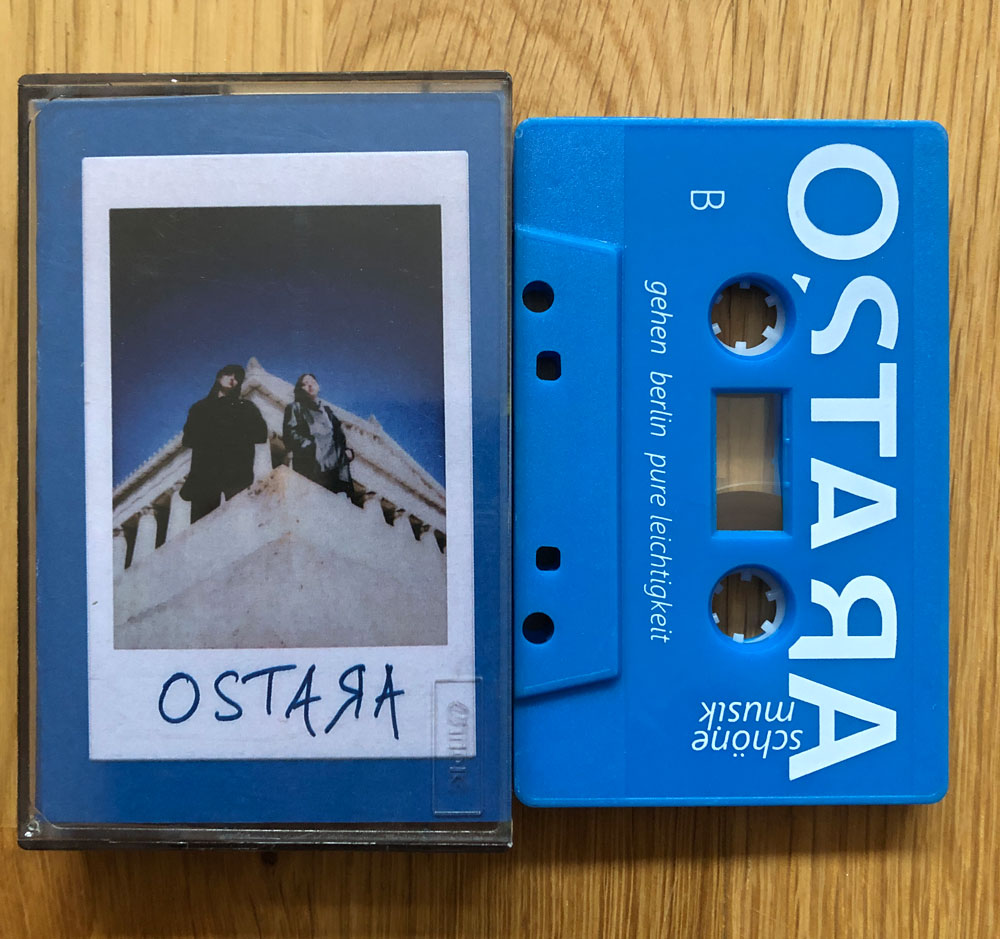 OSTAЯA
OSTAЯA
B
gehen berlin pure leichtigkeit
schöne
musik